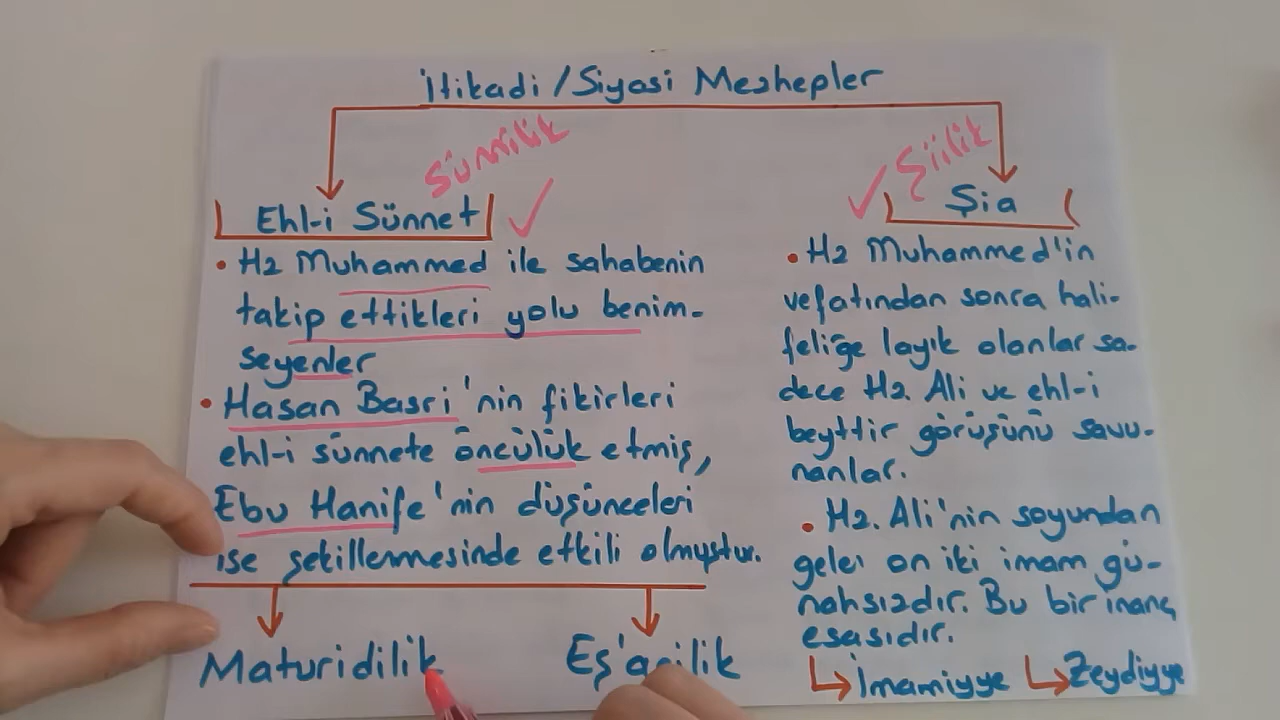 İtikadi / Siyasi Mezhepler
Sünnilik
Ehl-i Sünnet
• Hz Muhammed ile sahabenin
takip ettikleri yolu benim-
seyenler
• Hasan Basri'nin fikirleri
ehl-i sünnete öncülük etmiş,
Ebu Hanife'nin düşünceleri
ise şekillenmesinde etkili olmuştur.
Maturidilik
Eş'arilik
Şiilik
Şia
• Hz Muhammed'in
vefatından sonra hali-
feliğe layık olanlar sa-
dece Hz. Ali ve ehl-i
beyttir görüşünü savu-
nanlar.
• Hz. Ali'nin soyundan
gelen on iki imam gü-
nahsızdır. Bu bir inanç
esasıdır.
İmamiyye Zeydiyye